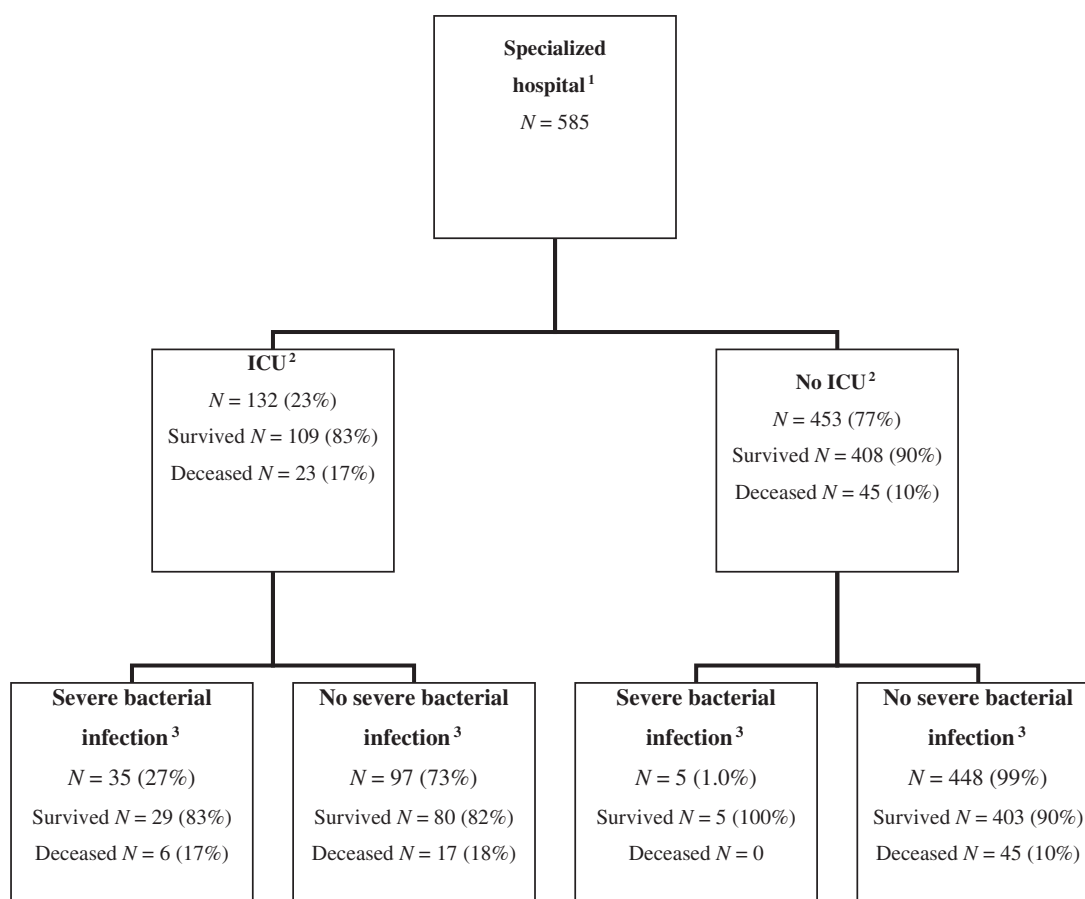 Specialized
hospital¹
N = 585
ICU²
N = 132 (23%)
Survived N = 109 (83%)
Deceased N = 23 (17%)
No ICU²
N = 453 (77%)
Survived N = 408 (90%)
Deceased N = 45 (10%)
Severe bacterial
infection³
N = 35 (27%)
Survived N = 29 (83%)
Deceased N = 6 (17%)
No severe bacterial
infection³
N = 97 (73%)
Survived N = 80 (82%)
Deceased N = 17 (18%)
Severe bacterial
infection³
N = 5 (1.0%)
Survived N = 5 (100%)
Deceased N = 0
No severe bacterial
infection³
N = 448 (99%)
Survived N = 403 (90%)
Deceased N = 45 (10%)